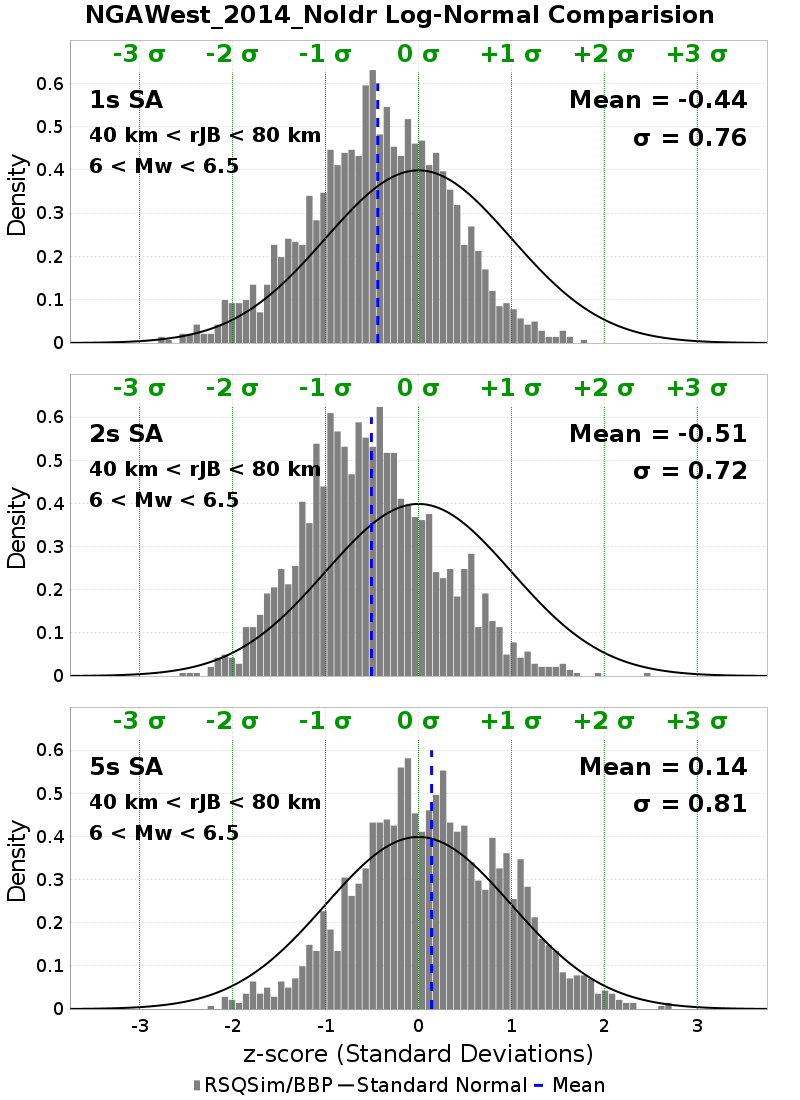 NGAWest_2014_NoIdr Log-Normal Comparision
-3 σ -2 σ -1 σ 0 σ +1 σ +2 σ +3 σ
0.6
1s SA
Mean = -0.44
0.5
40 km < rJB < 80 km
σ = 0.76
6 < Mw < 6.5
0.4
0.3
0.2
0.1
0
Density
-3 σ -2 σ -1 σ 0 σ +1 σ +2 σ +3 σ
0.6
2s SA
Mean = -0.51
0.5
40 km < rJB < 80 km
σ = 0.72
6 < Mw < 6.5
0.4
0.3
0.2
0.1
0
Density
-3 σ -2 σ -1 σ 0 σ +1 σ +2 σ +3 σ
0.6
5s SA
Mean = 0.14
0.5
40 km < rJB < 80 km
σ = 0.81
6 < Mw < 6.5
0.4
0.3
0.2
0.1
0
Density
-3 -2 -1 0 1 2 3
z-score (Standard Deviations)
RSQSim/BBP Standard Normal Mean